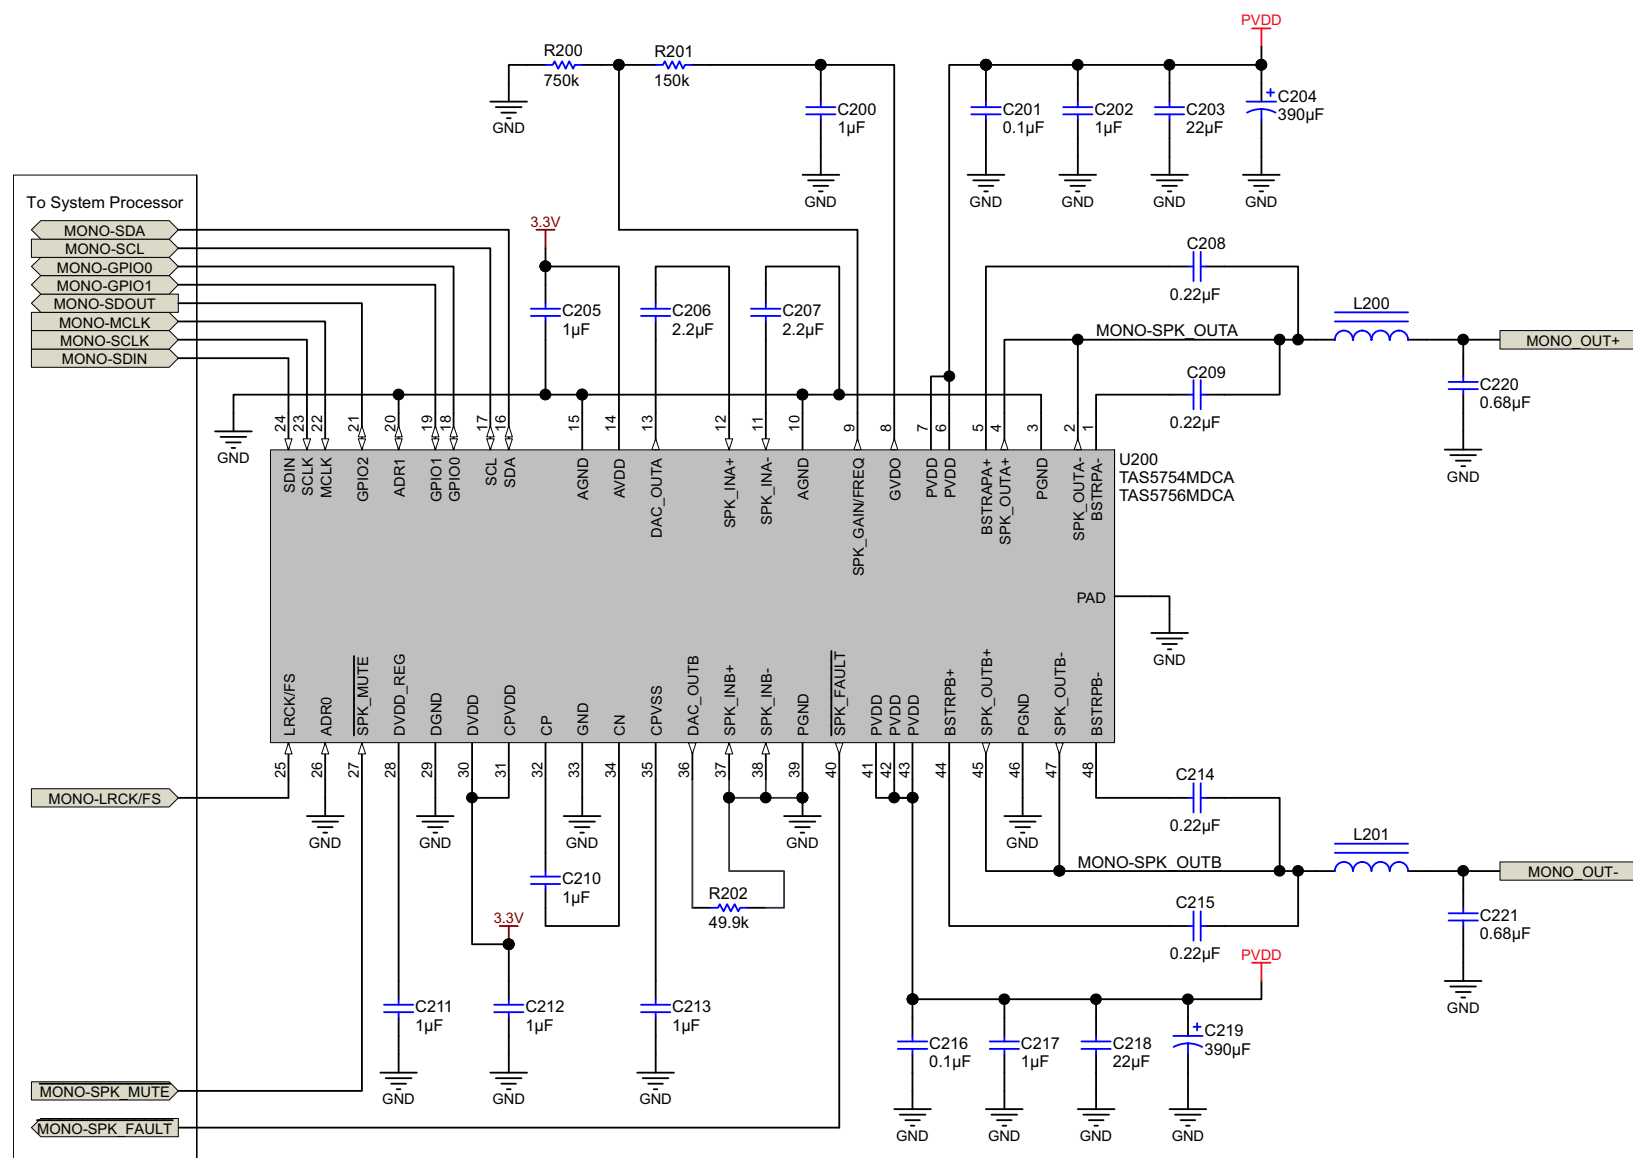 PVDD
R200
750k
R201
150k
GND
C200
1µF
GND
C201
0.1µF
GND
C202
1µF
GND
C203
22µF
GND
C204
390µF
GND
To System Processor
MONO-SDA
MONO-SCL
MONO-GPIO0
MONO-GPIO1
MONO-SDOUT
MONO-MCLK
MONO-SCLK
MONO-SDIN
3.3V
C205
1µF
C206
2.2µF
C207
2.2µF
C208
0.22µF
MONO-SPK_OUTA
L200
MONO_OUT+
C209
0.22µF
C220
0.68µF
GND
GND
24
23
22
21
20
19
18
17
16
15
14
13
12
11
10
9
8
7
6
5
4
3
2
1
SDIN
SCLK
MCLK
GPIO2
ADR1
GPIO1
GPIO0
SCL
SDA
AGND
AVDD
DAC_OUTA
SPK_INA+
SPK_INA-
AGND
SPK_GAIN/FREQ
GVDO
PVDD
PVDD
BSTRAPA+
SPK_OUTA+
PGND
SPK_OUTA-
BSTRPA-
U200
TAS5754MDCA
TAS5756MDCA
PAD
GND
LRCK/FS
ADR0
SPK_MUTE
DVDD_REG
DGND
DVDD
CPVDD
CP
GND
CN
CPVSS
DAC_OUTB
SPK_INB+
SPK_INB-
PGND
SPK_FAULT
PVDD
PVDD
PVDD
BSTRPB+
SPK_OUTB+
PGND
SPK_OUTB-
BSTRPB-
25
26
27
28
29
30
31
32
33
34
35
36
37
38
39
40
41
42
43
44
45
46
47
48
MONO-LRCK/FS
GND
GND
GND
GND
GND
C214
0.22µF
MONO-SPK_OUTB
L201
MONO_OUT-
C210
1µF
R202
49.9k
C215
0.22µF
C221
0.68µF
GND
3.3V
PVDD
C211
1µF
GND
C212
1µF
GND
C213
1µF
GND
C216
0.1µF
GND
C217
1µF
GND
C218
22µF
GND
C219
390µF
GND
MONO-SPK_MUTE
MONO-SPK_FAULT